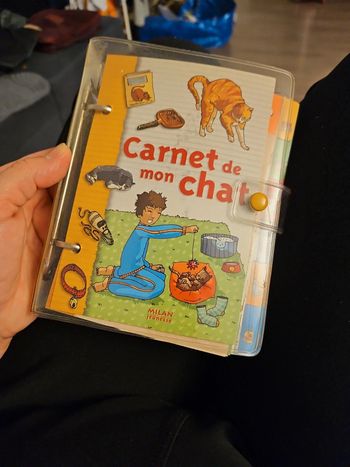 Carnet de
mon chat
MILAN
jeunesse